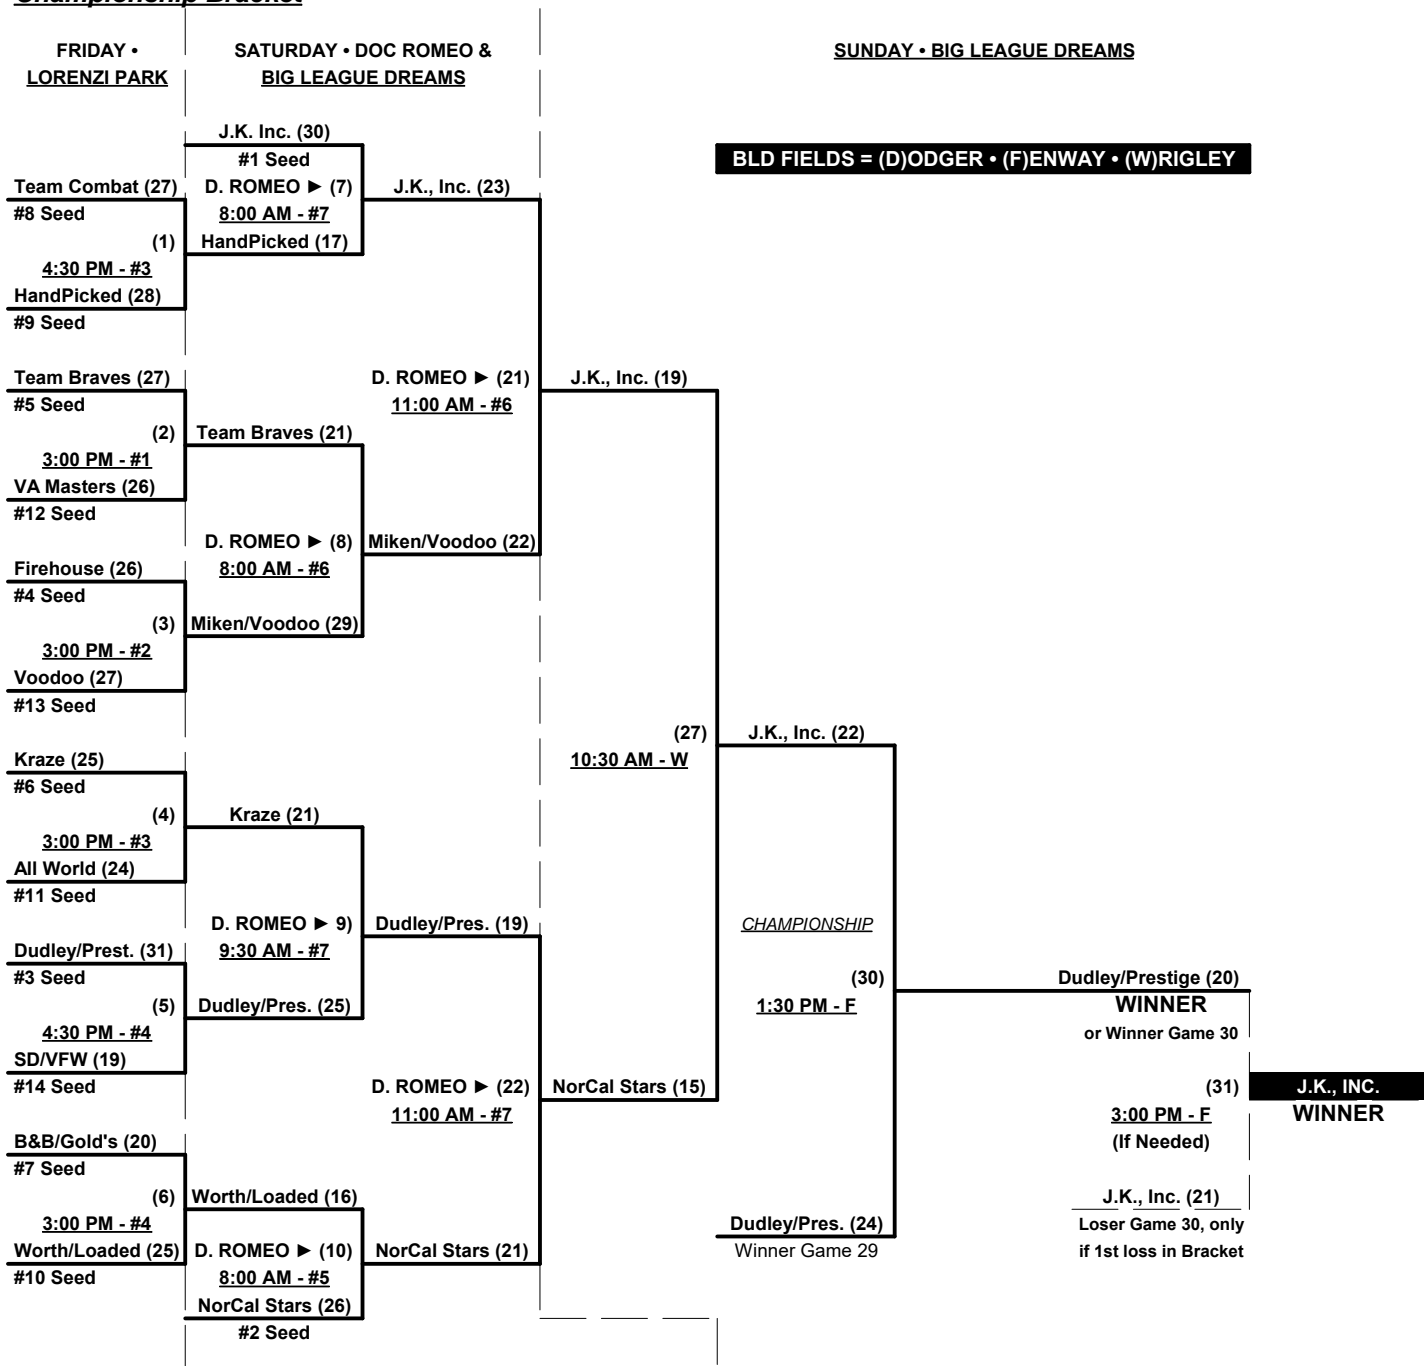 Championship Bracket
FRIDAY •
LORENZI PARK
SATURDAY • DOC ROMEO &
BIG LEAGUE DREAMS
SUNDAY • BIG LEAGUE DREAMS
BLD FIELDS = (D)ODGER • (F)ENWAY • (W)RIGLEY
Team Combat (27)
#8 Seed
(1)
4:30 PM - #3
HandPicked (28)
#9 Seed
Team Braves (27)
#5 Seed
(2)
3:00 PM - #1
VA Masters (26)
#12 Seed
Firehouse (26)
#4 Seed
(3)
3:00 PM - #2
Voodoo (27)
#13 Seed
Kraze (25)
#6 Seed
(4)
3:00 PM - #3
All World (24)
#11 Seed
Dudley/Prest. (31)
#3 Seed
(5)
4:30 PM - #4
SD/VFW (19)
#14 Seed
B&B/Gold's (20)
#7 Seed
(6)
3:00 PM - #4
Worth/Loaded (25)
#10 Seed
J.K. Inc. (30)
#1 Seed
D. ROMEO ► (7)
8:00 AM - #7
HandPicked (17)
Team Braves (21)
D. ROMEO ► (8)
8:00 AM - #6
Miken/Voodoo (29)
Kraze (21)
D. ROMEO ► 9)
9:30 AM - #7
Dudley/Pres. (25)
Worth/Loaded (16)
D. ROMEO ► (10)
8:00 AM - #5
NorCal Stars (26)
#2 Seed
J.K., Inc. (23)
D. ROMEO ► (21)
11:00 AM - #6
Miken/Voodoo (22)
Dudley/Pres. (19)
D. ROMEO ► (22)
11:00 AM - #7
NorCal Stars (21)
J.K., Inc. (19)
(27)
10:30 AM - W
NorCal Stars (15)
J.K., Inc. (22)
CHAMPIONSHIP
(30)
1:30 PM - F
Dudley/Pres. (24)
Winner Game 29
Dudley/Prestige (20)
WINNER
or Winner Game 30
(31)
3:00 PM - F
(If Needed)
J.K., Inc. (21)
Loser Game 30, only
if 1st loss in Bracket
J.K., INC.
WINNER